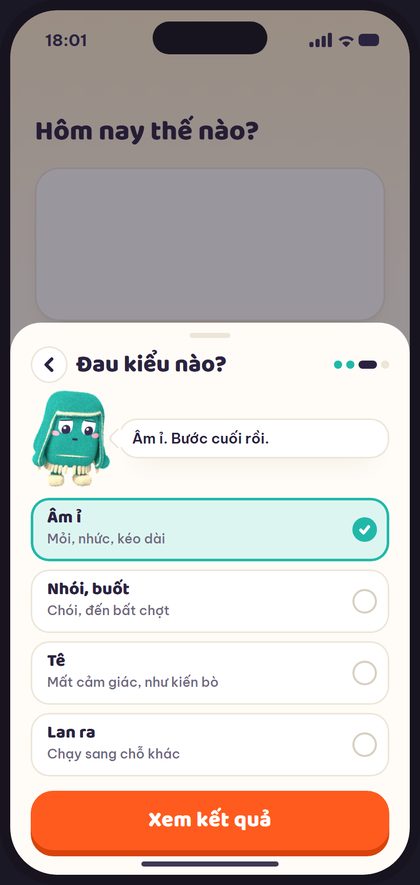 18:01
Hôm nay thế nào?
Đau kiểu nào?
Âm ỉ. Bước cuối rồi.
Âm ỉ
Mỏi, nhức, kéo dài
Nhói, buốt
Chói, đến bất chợt
Tê
Mất cảm giác, như kiến bò
Lan ra
Chạy sang chỗ khác
Xem kết quả